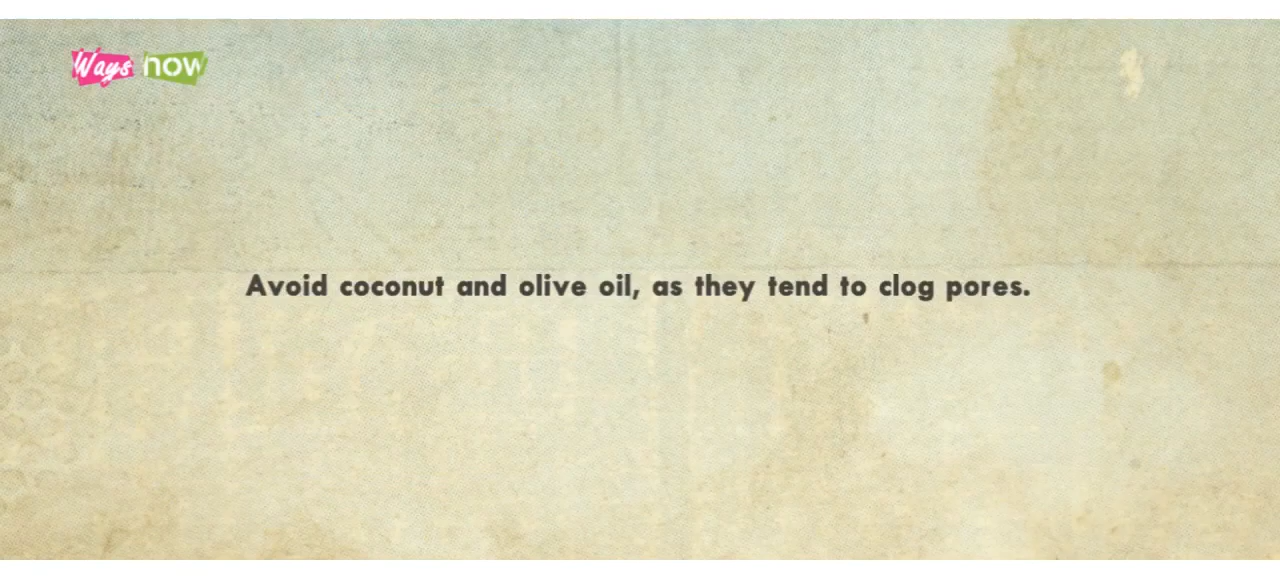 Ways now
Avoid coconut and olive oil, as they tend to clog pores.